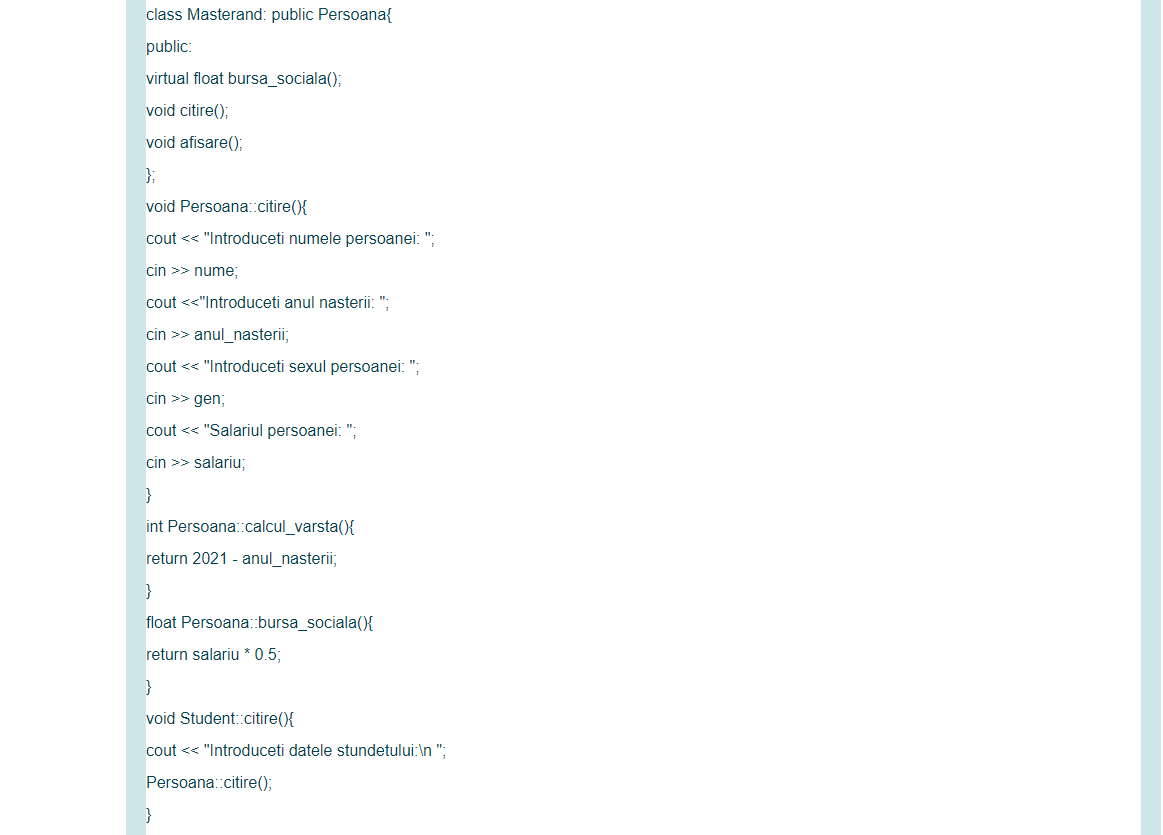 class Masterand: public Persoana{
public:
virtual float bursa_sociala();
void citire();
void afisare();
};
void Persoana::citire(){
cout << "Introduceti numele persoanei: ";
cin >> nume;
cout <<"Introduceti anul nasterii: ";
cin >> anul_nasterii;
cout << "Introduceti sexul persoanei: ";
cin >> gen;
cout << "Salariul persoanei: ";
cin >> salariu;
}
int Persoana::calcul_varsta(){
return 2021 - anul_nasterii;
}
float Persoana::bursa_sociala(){
return salariu * 0.5;
}
void Student::citire(){
cout << "Introduceti datele stundetului:\n ";
Persoana::citire();
}